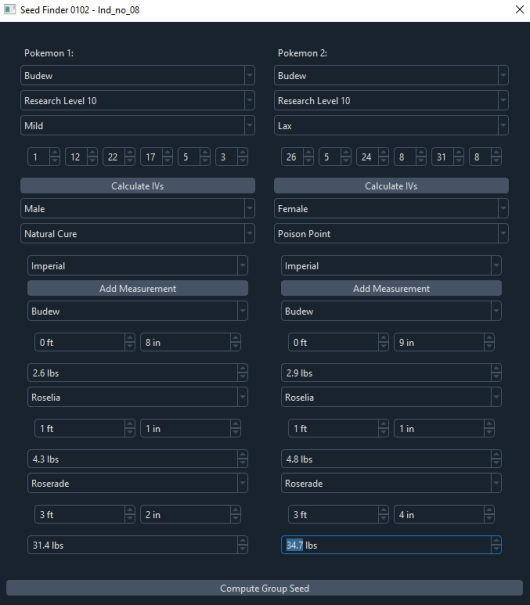 Seed Finder 0102 - Ind_no_08
Pokemon 1:
Pokemon 2:
Budew
Budew
Research Level 10
Research Level 10
Mild
Lax
1 12 22 17 5 3
26 5 24 8 31 8
Calculate IVs
Calculate IVs
Male
Female
Natural Cure
Poison Point
Imperial
Imperial
Add Measurement
Add Measurement
Budew
Budew
0 ft 8 in
0 ft 9 in
2.6 lbs
2.9 lbs
Roselia
Roselia
1 ft 1 in
1 ft 1 in
4.3 lbs
4.8 lbs
Roserade
Roserade
3 ft 2 in
3 ft 4 in
31.4 lbs
34.7 lbs
Compute Group Seed